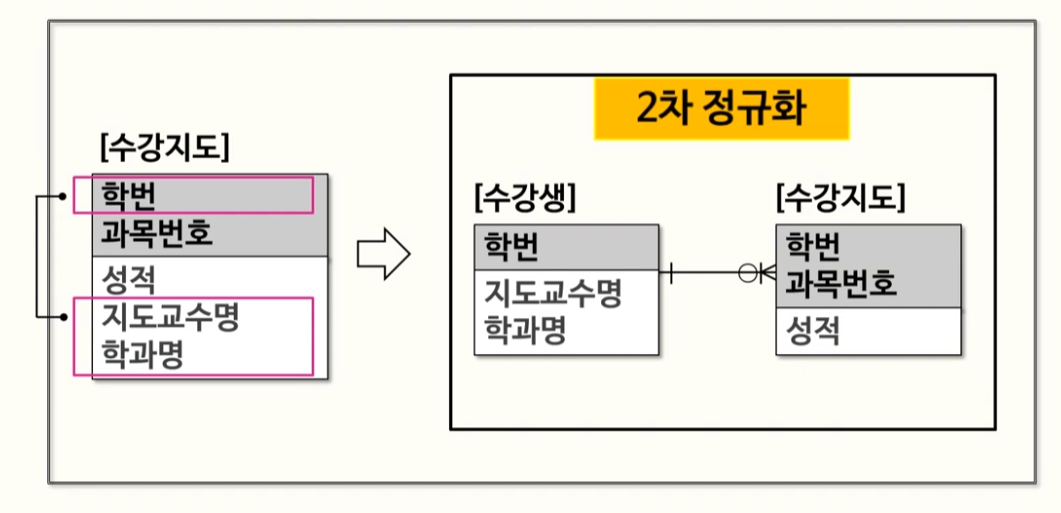 2차 정규화
[수강지도]
학번
과목번호
성적
지도교수명
학과명
[수강생]
학번
지도교수명
학과명
[수강지도]
학번
과목번호
성적